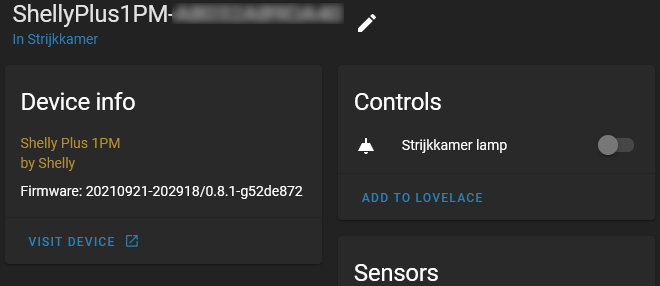 ShellyPlus1PM-
In Strijkkamer
Device info
Shelly Plus 1PM
by Shelly
Firmware: 20210921-202918/0.8.1-g52de872
VISIT DEVICE
Controls
Strijkkamer lamp
ADD TO LOVELACE
Sensors